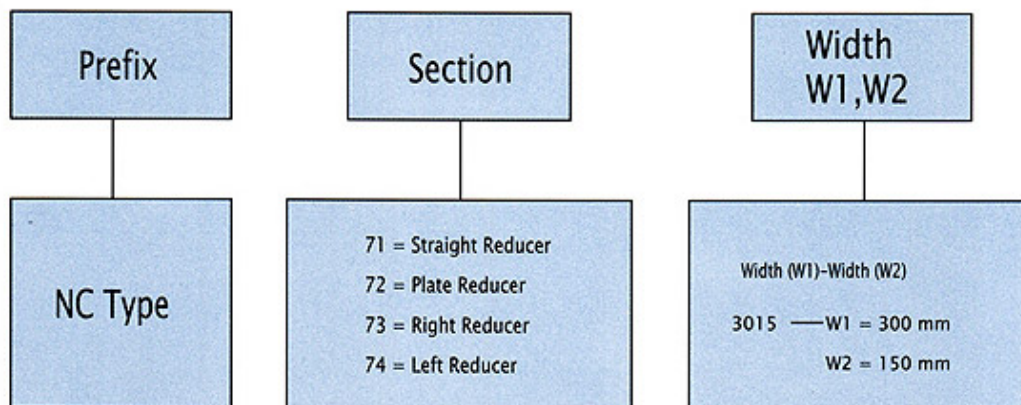 Prefix
Section
Width
W1,W2
NC Type
71 = Straight Reducer
72 = Plate Reducer
73 = Right Reducer
74 = Left Reducer
Width (W1)-Width (W2)
3015 — W1 = 300 mm
W2 = 150 mm